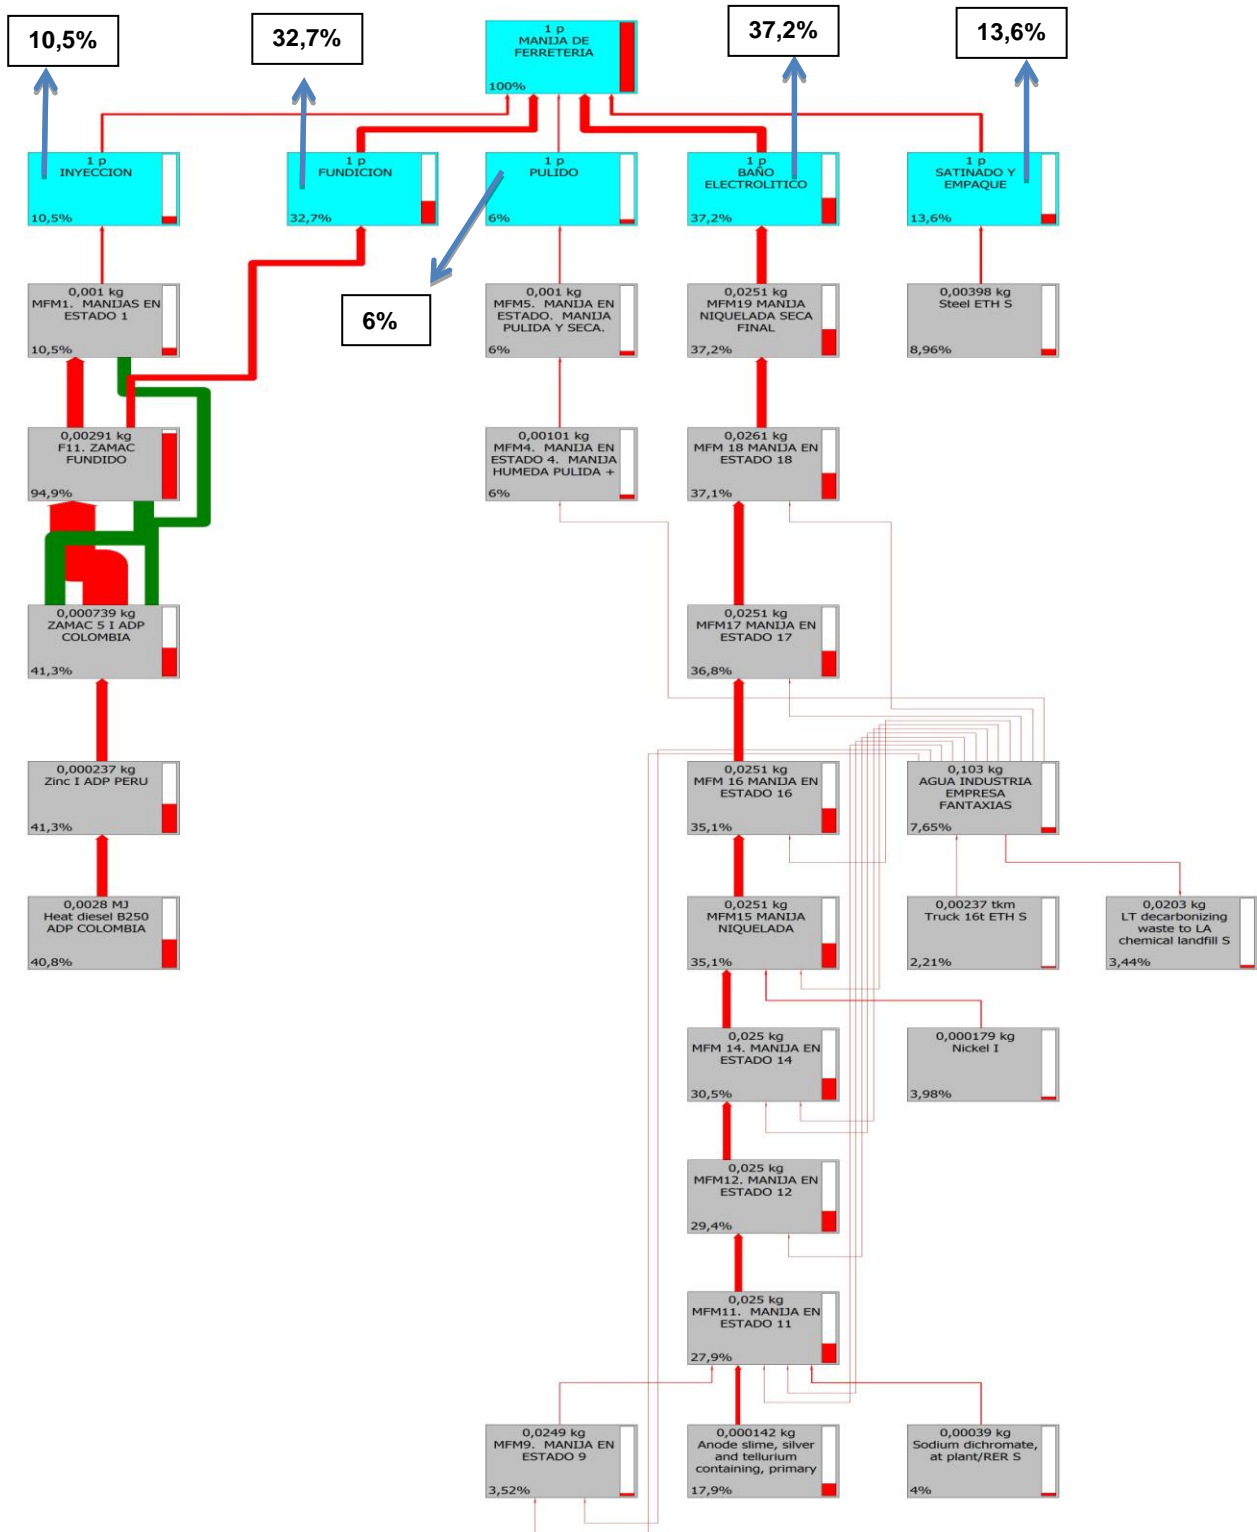 10,5%
32,7%
1 p
MANIJA DE
FERRETERIA
100%
37,2%
13,6%
1 p
INYECCION
10,5%
1 p
FUNDICION
32,7%
1 p
PULIDO
6%
1 p
BAÑO
ELECTROLITICO
37,2%
1 p
SATINADO Y
EMPAQUE
13,6%
6%
0,001 kg
MFM1. MANIJAS EN
ESTADO 1
10,5%
0,001 kg
MFM5. MANIJA EN
ESTADO. MANIJA
PULIDA Y SECA.
6%
0,0251 kg
MFM19 MANIJA
NIQUELADA SECA
FINAL
37,2%
0,00398 kg
Steel ETH S
8,96%
0,00291 kg
F11. ZAMAC
FUNDIDO
94,9%
0,00101 kg
MFM4. MANIJA EN
ESTADO 4. MANIJA
HUMEDA PULIDA +
6%
0,0261 kg
MFM 18 MANIJA EN
ESTADO 18
37,1%
0,000739 kg
ZAMAC 5 I ADP
COLOMBIA
41,3%
0,0251 kg
MFM17 MANIJA EN
ESTADO 17
36,8%
0,000237 kg
Zinc I ADP PERU
41,3%
0,0251 kg
MFM 16 MANIJA EN
ESTADO 16
35,1%
0,103 kg
AGUA INDUSTRIA
EMPRESA
FANTAXIAS
7,65%
0,0028 MJ
Heat diesel B250
ADP COLOMBIA
40,8%
0,0251 kg
MFM15 MANIJA
NIQUELADA
35,1%
0,00237 tkm
Truck 16t ETH S
2,21%
0,0203 kg
LT decarbonizing
waste to LA
chemical landfill S
3,44%
0,025 kg
MFM 14. MANIJA EN
ESTADO 14
30,5%
0,000179 kg
Nickel I
3,98%
0,025 kg
MFM12. MANIJA EN
ESTADO 12
29,4%
0,025 kg
MFM11. MANIJA EN
ESTADO 11
27,9%
0,0249 kg
MFM9. MANIJA EN
ESTADO 9
3,52%
0,000142 kg
Anode slime, silver
and tellurium
containing, primary
17,9%
0,00039 kg
Sodium dichromate,
at plant/RER S
4%